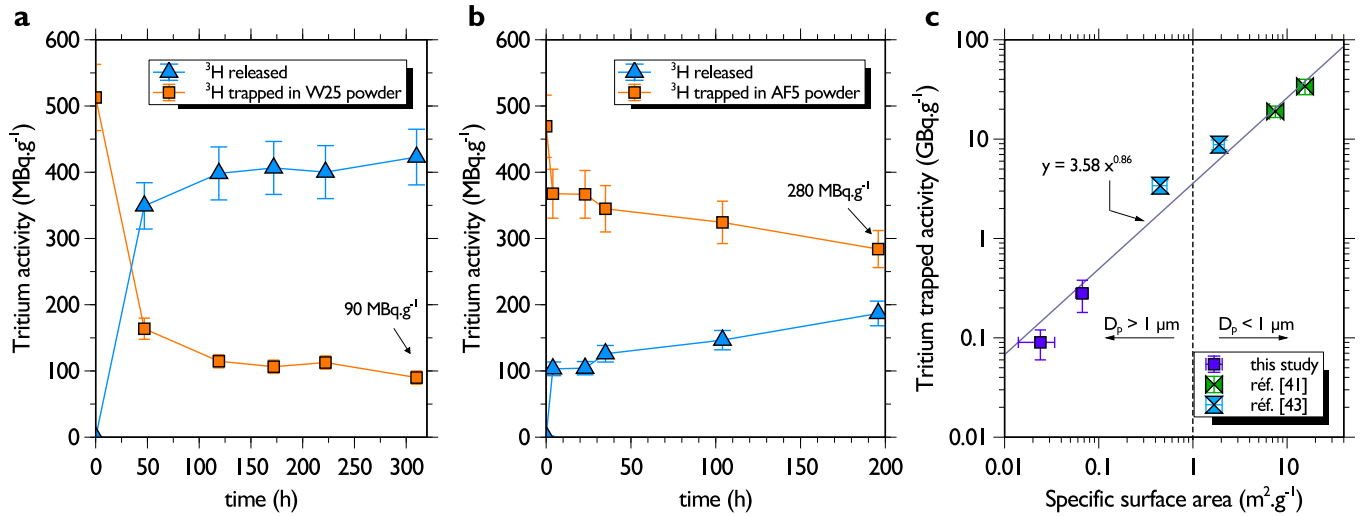 a
600
500
400
300
200
100
0
0
50
100
150
200
250
300
Tritium activity (MBq.g⁻¹)
time (h)
³H released
³H trapped in W25 powder
90 MBq.g⁻¹
b
600
500
400
300
200
100
0
0
50
100
150
200
Tritium activity (MBq.g⁻¹)
time (h)
³H released
³H trapped in AF5 powder
280 MBq.g⁻¹
c
100
10
1
0.1
0.01
0.01
0.1
1
10
Tritium trapped activity (GBq.g⁻¹)
Specific surface area (m².g⁻¹)
y = 3.58 x⁰·⁸⁶
Dₚ > 1 µm
Dₚ < 1 µm
this study
réf. [41]
réf. [43]